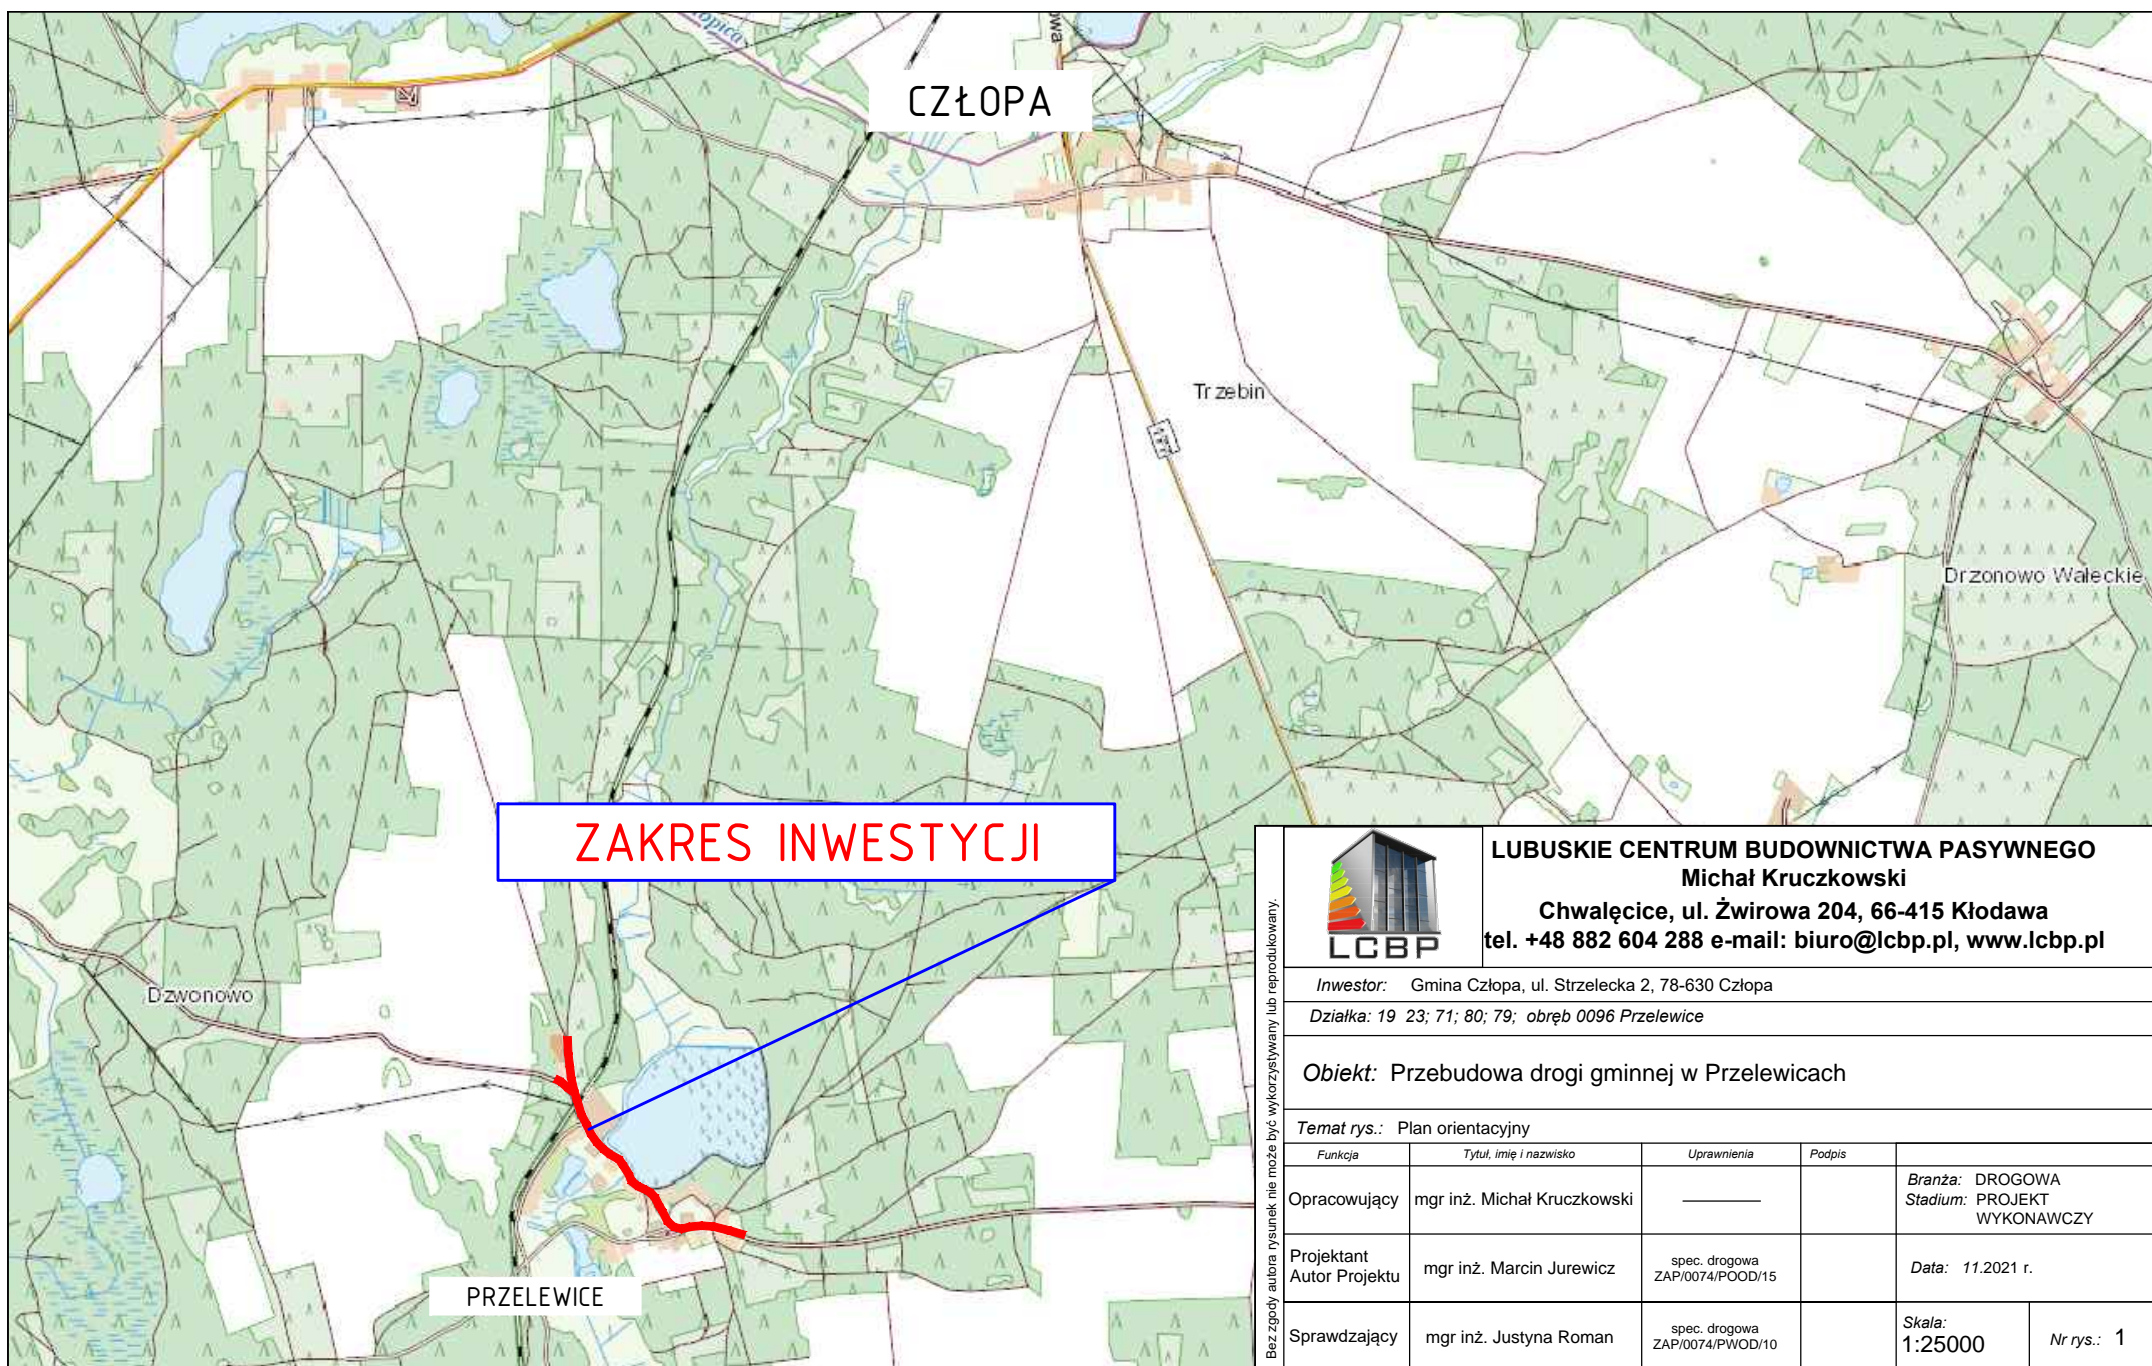 CZŁOPA
Trzebin
Drzonowo Wałeckie
ZAKRES INWESTYCJI
Dzwonowo
PRZELEWICE
Bez zgody autora rysunek nie może być wykorzystywany lub reprodukowany.
LCBP
LUBUSKIE CENTRUM BUDOWNICTWA PASYWNEGO
Michał Kruczkowski
Chwalęcice, ul. Żwirowa 204, 66-415 Kłodawa
tel. +48 882 604 288 e-mail: biuro@lcbp.pl, www.lcbp.pl
Inwestor: Gmina Człopa, ul. Strzelecka 2, 78-630 Człopa
Działka: 19 23; 71; 80; 79; obręb 0096 Przelewice
Obiekt: Przebudowa drogi gminnej w Przelewicach
Temat rys.: Plan orientacyjny
Funkcja Tytuł, imię i nazwisko Uprawnienia Podpis
Opracowujący mgr inż. Michał Kruczkowski
Branża: DROGOWA
Stadium: PROJEKT
WYKONAWCZY
Projektant
Autor Projektu
mgr inż. Marcin Jurewicz
spec. drogowa
ZAP/0074/POOD/15
Data: 11.2021 r.
Sprawdzający
mgr inż. Justyna Roman
spec. drogowa
ZAP/0074/PWOD/10
Skala:
1:25000
Nr rys.: 1